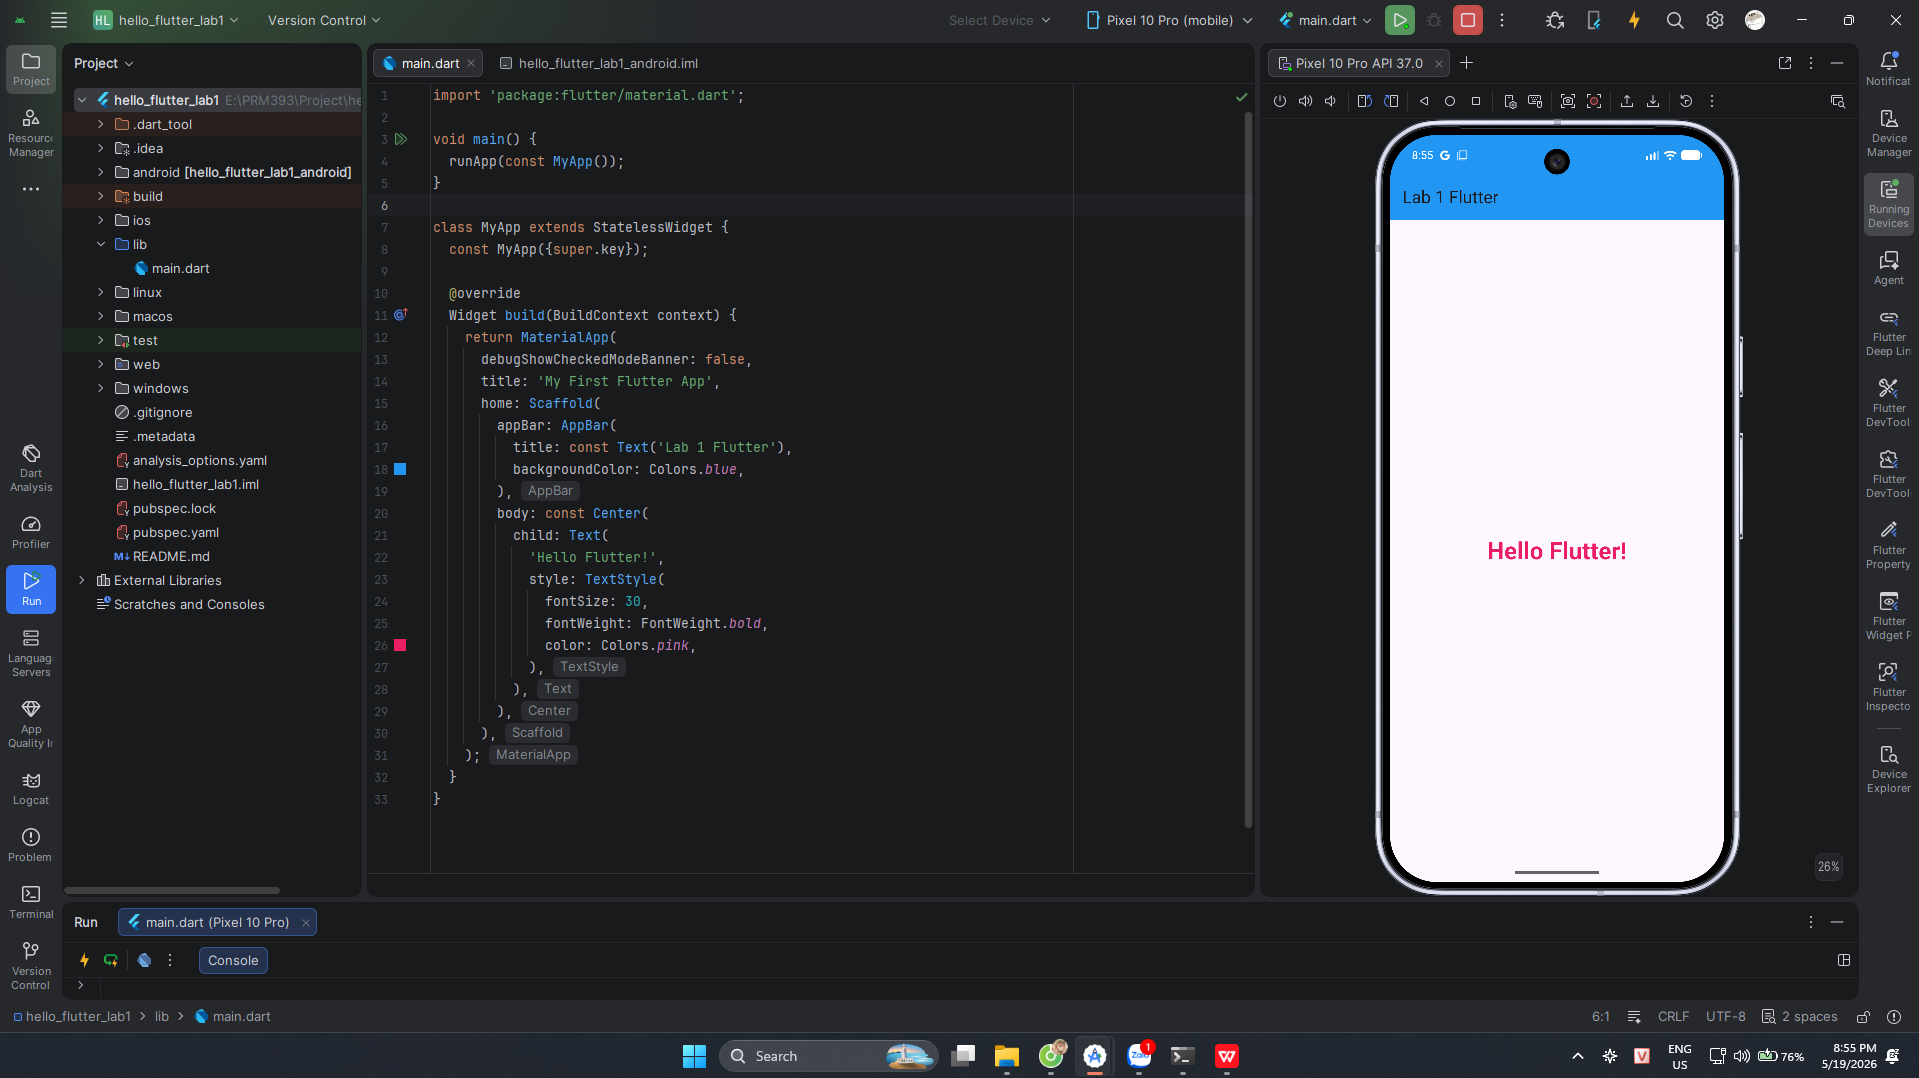 HL hello_flutter_lab1 Version Control Select Device Pixel 10 Pro (mobile) main.dart
Project
Resource
Manager
Dart
Analysis
Profiler
Run
Language
Servers
App
Quality In
Logcat
Problem
Terminal
Version
Control
Project
hello_flutter_lab1 E:\PRM393\Project\he
.dart_tool
.idea
android [hello_flutter_lab1_android]
build
ios
lib
main.dart
linux
macos
test
web
windows
.gitignore
.metadata
analysis_options.yaml
hello_flutter_lab1.iml
pubspec.lock
pubspec.yaml
README.md
External Libraries
Scratches and Consoles
main.dart hello_flutter_lab1_android.iml
1 import 'package:flutter/material.dart';
2
3 void main() {
4 runApp(const MyApp());
5 }
6
7 class MyApp extends StatelessWidget {
8 const MyApp({super.key});
9
10 @override
11 Widget build(BuildContext context) {
12 return MaterialApp(
13 debugShowCheckedModeBanner: false,
14 title: 'My First Flutter App',
15 home: Scaffold(
16 appBar: AppBar(
17 title: const Text('Lab 1 Flutter'),
18 backgroundColor: Colors.blue,
19 ), AppBar
20 body: const Center(
21 child: Text(
22 'Hello Flutter!',
23 style: TextStyle(
24 fontSize: 30,
25 fontWeight: FontWeight.bold,
26 color: Colors.pink,
27 ), TextStyle
28 ), Text
29 ), Center
30 ), Scaffold
31 ); MaterialApp
32 }
33 }
Pixel 10 Pro API 37.0
8:55 G
Lab 1 Flutter
Hello Flutter!
26%
Notificat
Device
Manager
Running
Devices
Agent
Flutter
Deep Lin
Flutter
DevTool
Flutter
DevTool
Flutter
Property
Flutter
Widget P
Flutter
Inspecto
Device
Explorer
Run main.dart (Pixel 10 Pro)
Console
hello_flutter_lab1 > lib > main.dart
6:1 CRLF UTF-8 2 spaces
Search
Zalo
1
V
ENG
US
76%
8:55 PM
5/19/2026